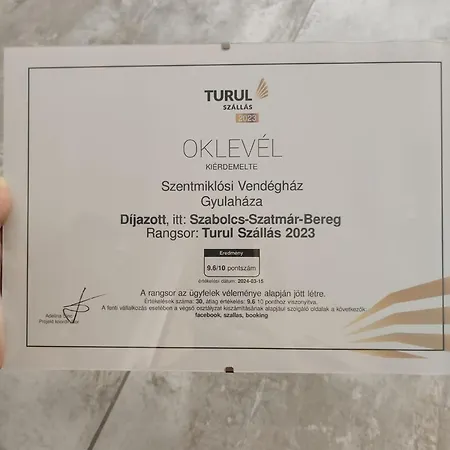 TURUL
SZÁLLÁS
2023
OKLEVÉL
KIÉRDEMELTE
Szentmiklósi Vendégház
Gyulaháza
Díjazott, itt: Szabolcs-Szatmár-Bereg
Rangsor: Turul Szállás 2023
Eredmény
9.6/10 pontszám
értékelési dátum: 2024-03-15
A rangsor az ügyfelek véleménye alapján jött létre.
Értékelések száma: 30, átlag értékelés: 9.6 10 ponthoz viszonyítva.
A fenti vállalkozás esetében a végső osztályzat kiszámításának alapjául szolgáló oldalak a következők:
facebook, szallas, booking
Adelina
Projekt koordinátor